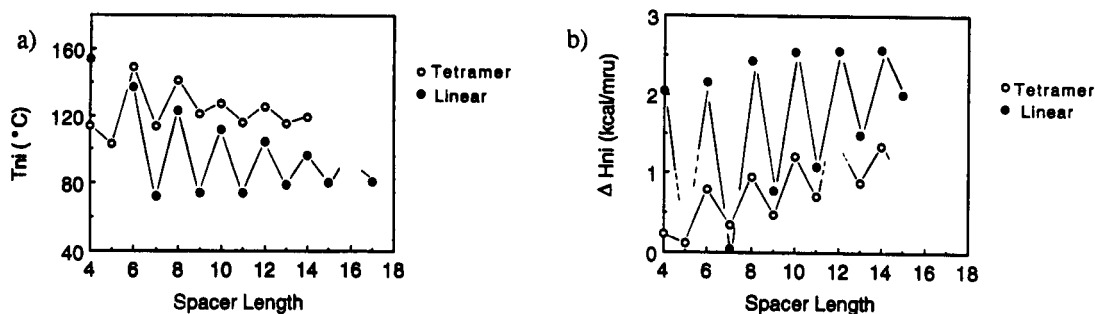 a)
160
120
80
40
Tni ( °C)
4 6 8 10 12 14 16 18
Spacer Length
Tetramer
Linear
b)
3
2
1
0
Δ Hni (kcal/mru)
4 6 8 10 12 14 16 18
Spacer Length
Tetramer
Linear